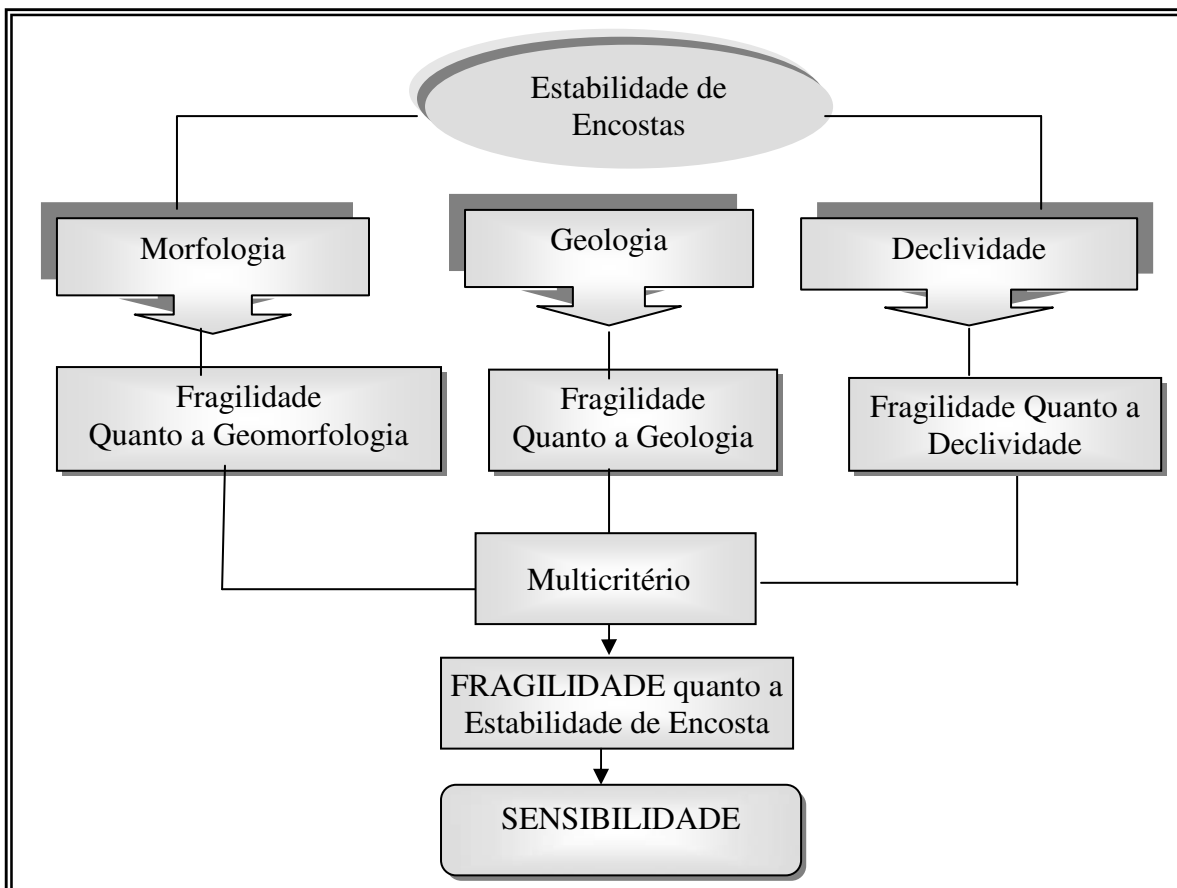 Estabilidade de
Encostas
Morfologia
Geologia
Declividade
Fragilidade
Quanto a Geomorfologia
Fragilidade
Quanto a Geologia
Fragilidade Quanto a
Declividade
Multicritério
FRAGILIDADE quanto a
Estabilidade de Encosta
SENSIBILIDADE